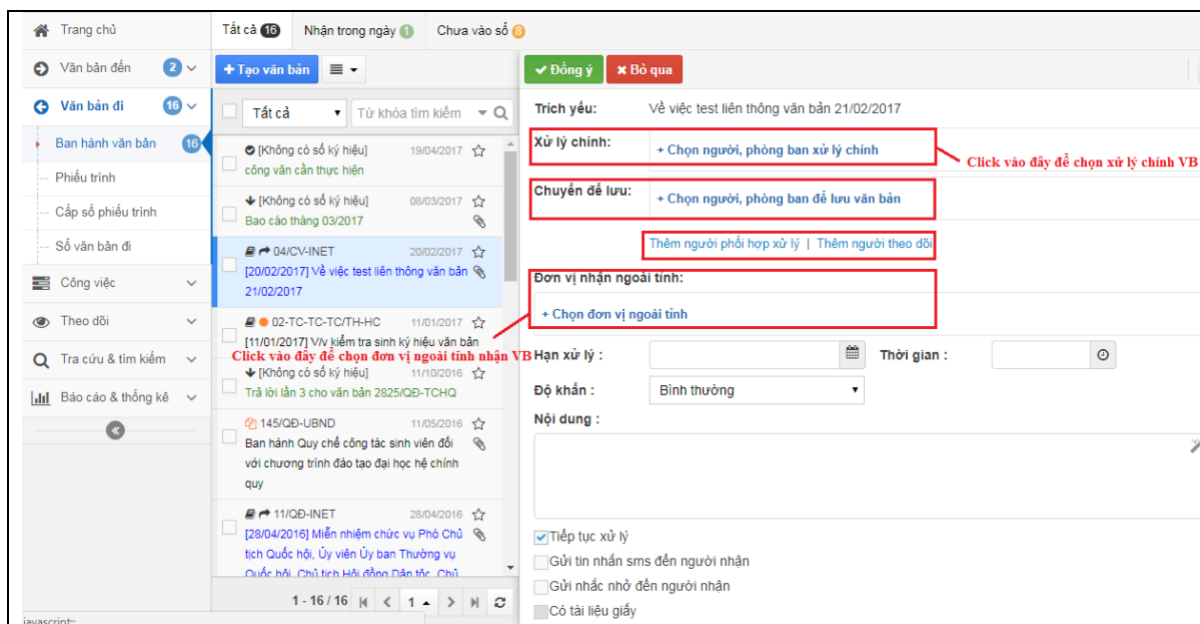 Trang chủ
Văn bản đến 2
Văn bản đi 16
Ban hành văn bản 16
Phiếu trình
Cấp số phiếu trình
Sổ văn bản đi
Công việc
Theo dõi
Tra cứu & tìm kiếm
Báo cáo & thống kê
Tất cả 16 Nhận trong ngày 1 Chưa vào sổ 8
+ Tạo văn bản
Tất cả Từ khóa tìm kiếm
[Không có số ký hiệu] 19/04/2017
công văn cần thực hiện
[Không có số ký hiệu] 08/03/2017
Bao cáo tháng 03/2017
04/CV-INET 20/02/2017
[20/02/2017] Về việc test liên thông văn bản
21/02/2017
02-TC-TC-TC/TH-HC 11/01/2017
[11/01/2017] V/v kiểm tra sinh ký hiệu văn bản
Click vào đây để chọn đơn vị ngoài tỉnh nhận VB
[Không có số ký hiệu] 11/10/2016
Trả lời lần 3 cho văn bản 2825/QĐ-TCHQ
145/QĐ-UBND 11/05/2016
Ban hành Quy chế công tác sinh viên đối
với chương trình đào tạo đại học hệ chính
quy
11/QĐ-INET 28/04/2016
[28/04/2016] Miễn nhiệm chức vụ Phó Chủ
tịch Quốc hội, Ủy viên Ủy ban Thường vụ
Quốc hội, Chủ tịch Hội đồng Dân tộc, Chủ
1 - 16 / 16 1
Đồng ý Bỏ qua
Trích yếu: Về việc test liên thông văn bản 21/02/2017
Xử lý chính: + Chọn người, phòng ban xử lý chính
Click vào đây để chọn xử lý chính VB
Chuyển để lưu: + Chọn người, phòng ban để lưu văn bản
Thêm người phối hợp xử lý | Thêm người theo dõi
Đơn vị nhận ngoài tỉnh:
+ Chọn đơn vị ngoài tỉnh
Hạn xử lý : Thời gian :
Độ khẩn : Bình thường
Nội dung :
Tiếp tục xử lý
Gửi tin nhắn sms đến người nhận
Gửi nhắc nhở đến người nhận
Có tài liệu giấy